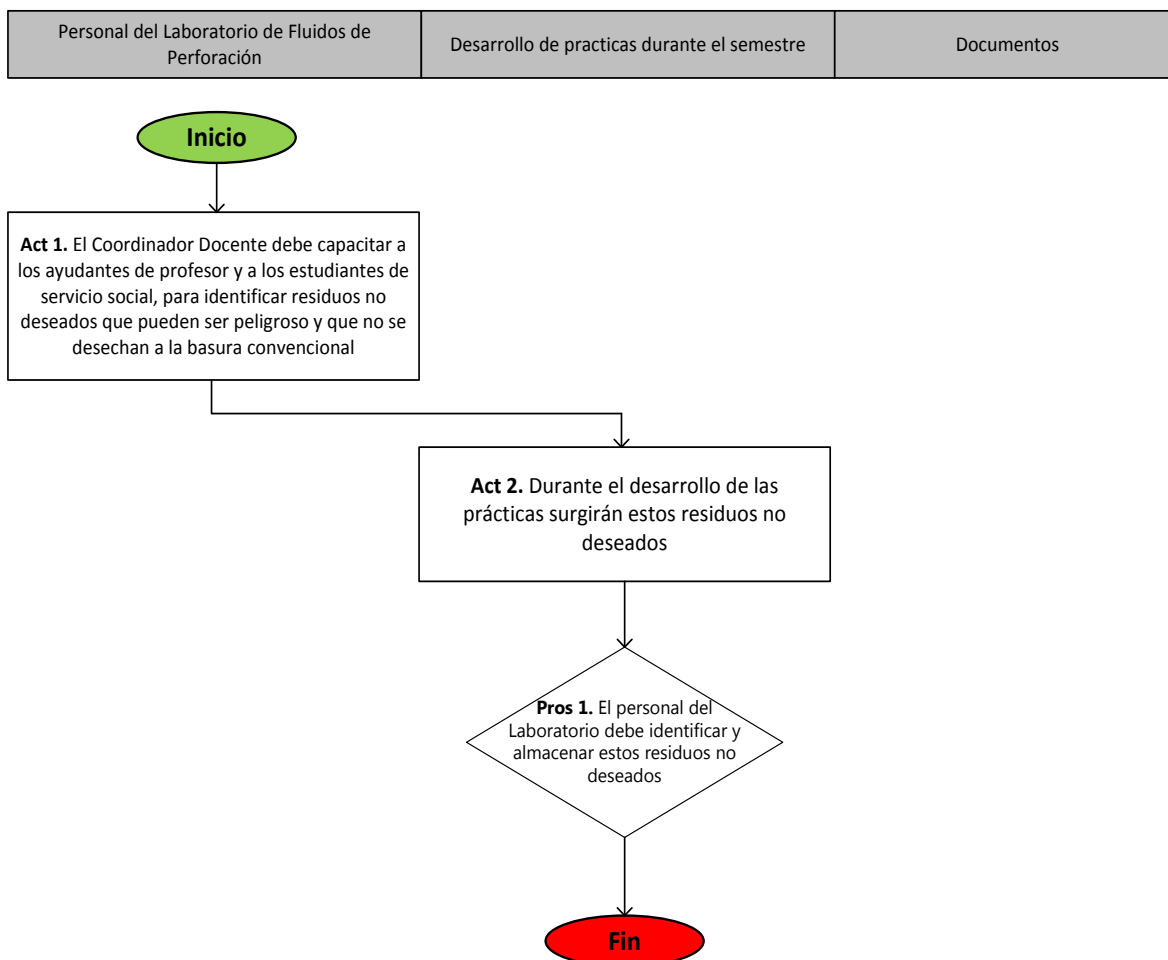 Personal del Laboratorio de Fluidos de
Perforación
Desarrollo de practicas durante el semestre
Documentos
Inicio
Act 1. El Coordinador Docente debe capacitar a
los ayudantes de profesor y a los estudiantes de
servicio social, para identificar residuos no
deseados que pueden ser peligroso y que no se
desechan a la basura convencional
Act 2. Durante el desarrollo de las
prácticas surgirán estos residuos no
deseados
Pros 1. El personal del
Laboratorio debe identificar y
almacenar estos residuos no
deseados
Fin